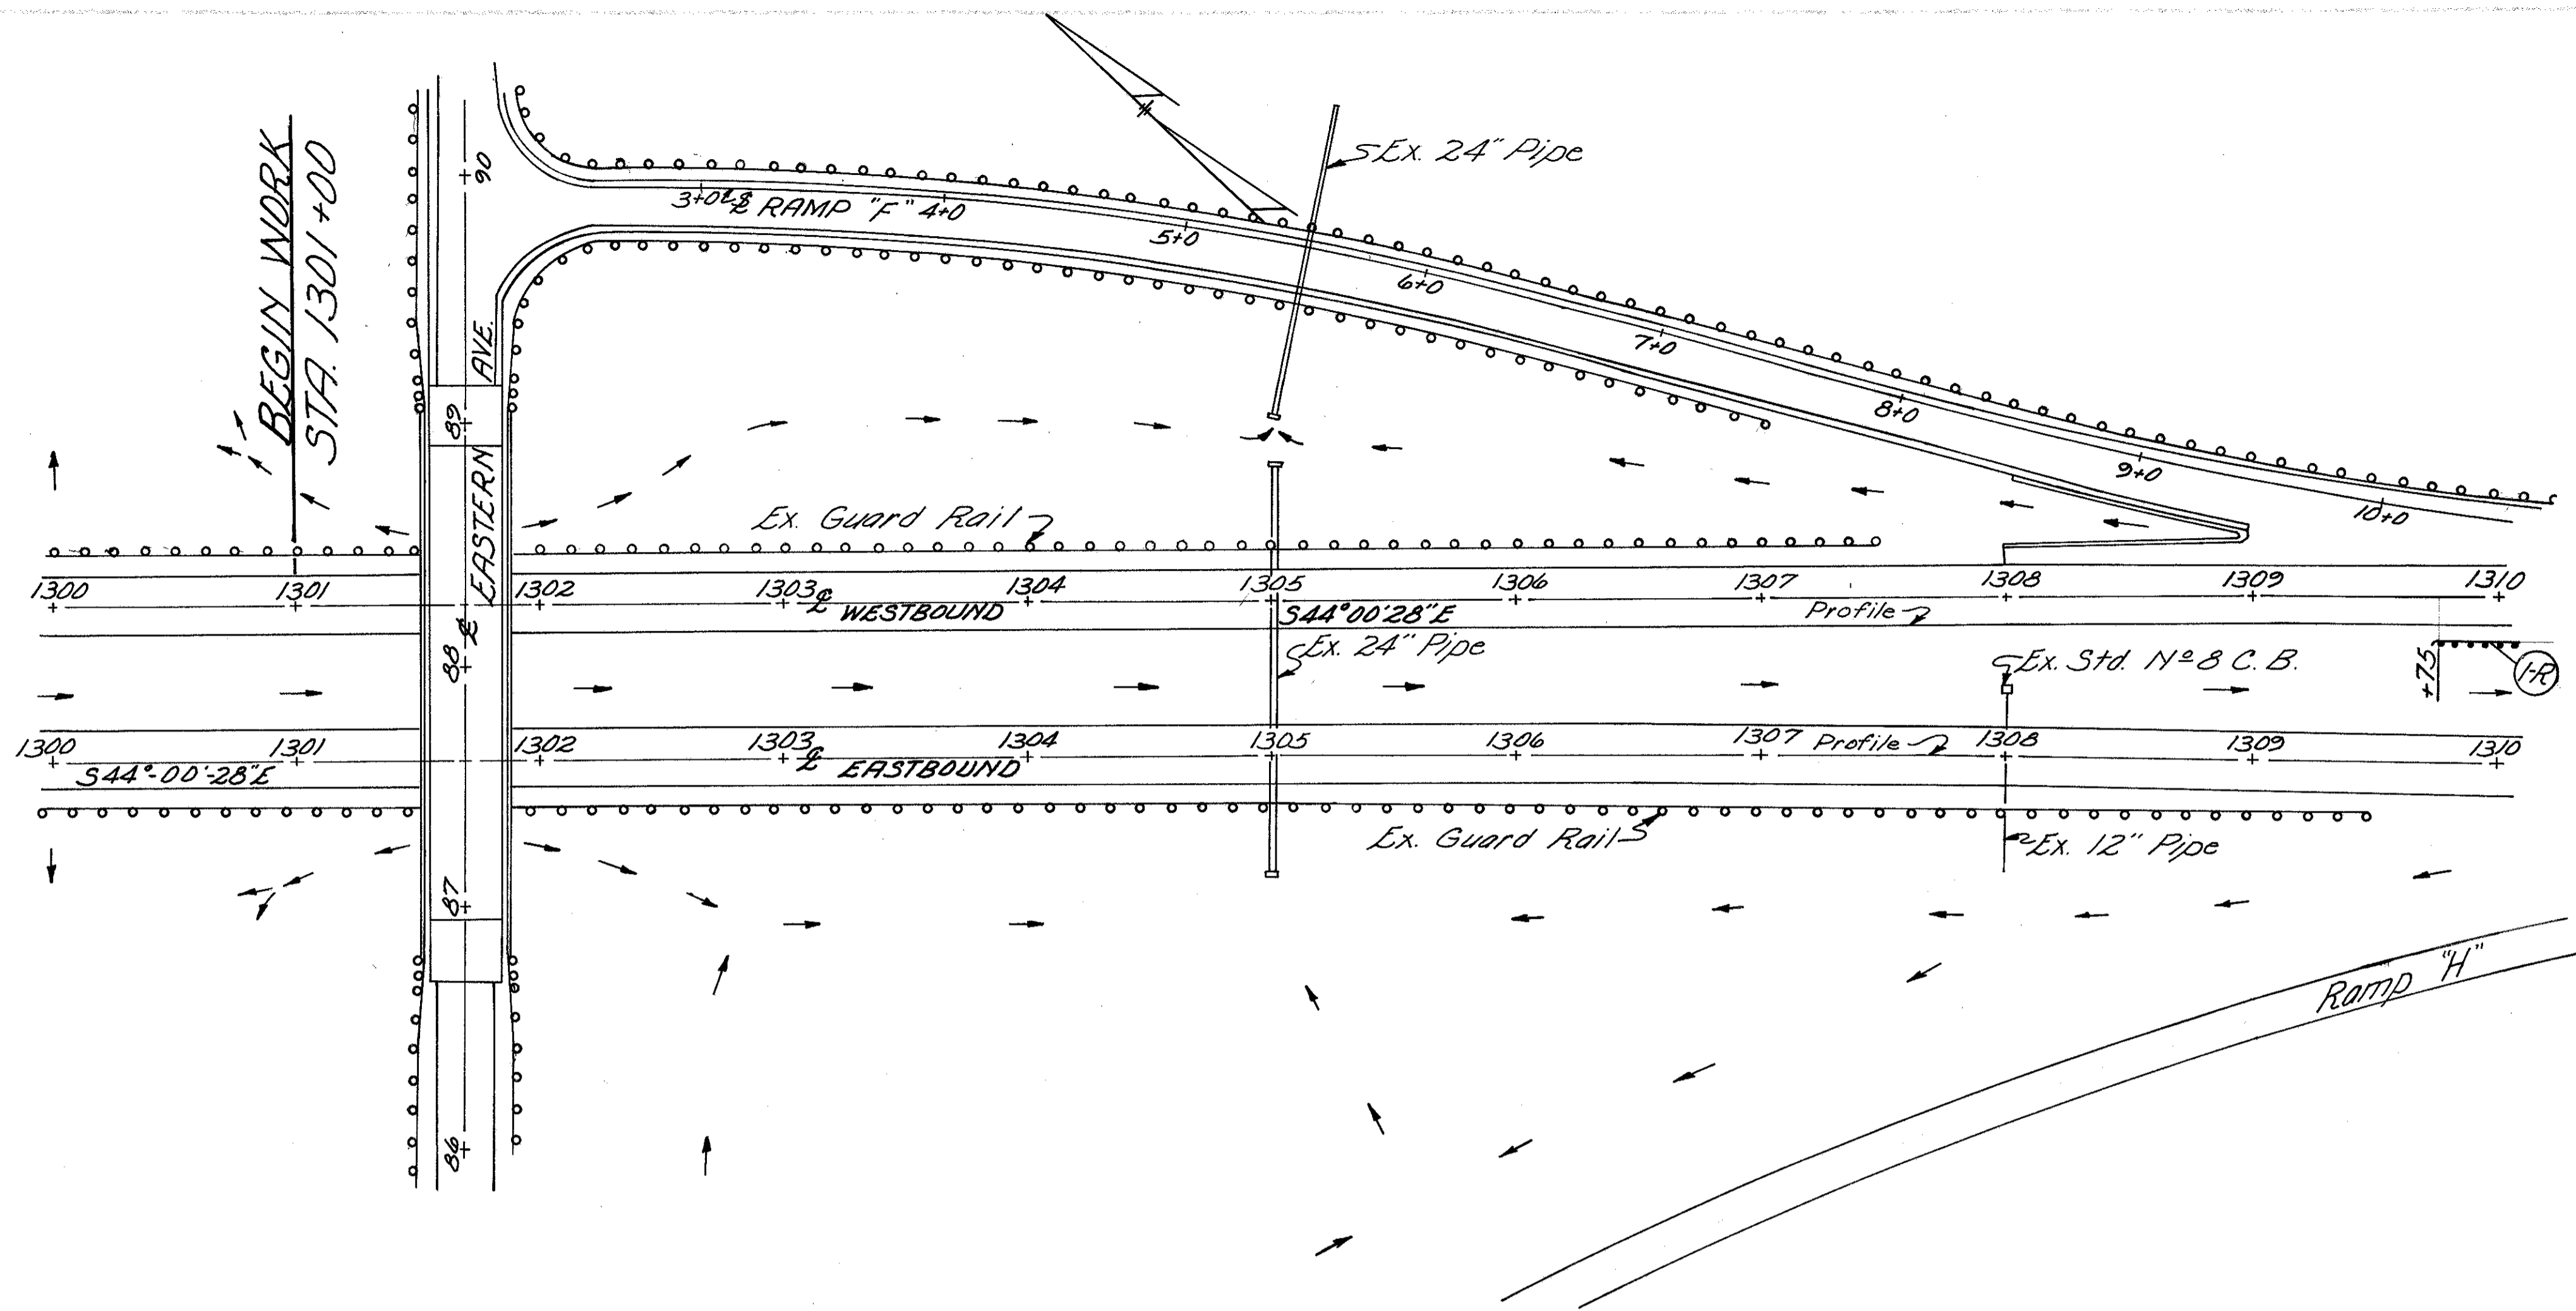 BEGIN WORK
STA. 1301+00
90
Ex. 24" Pipe
3+0 ℄ RAMP "F" 4+0
5+0
6+0
7+0
8+0
9+0
10+0
AVE.
89
EASTERN
Ex. Guard Rail
1300 1301 1302 1303 1304 1305 1306 1307 1308 1309 1310
℄ WESTBOUND
S44°00'28"E
Profile
℄
88
Ex. 24" Pipe
Ex. Std. Nº 8 C.B.
+75
1-R
1300 1301 1302 1303 1304 1305 1306 1307 Profile 1308 1309 1310
S44°-00'-28"E
℄ EASTBOUND
Ex. Guard Rail
Ex. 12" Pipe
87
Ramp "H"
86